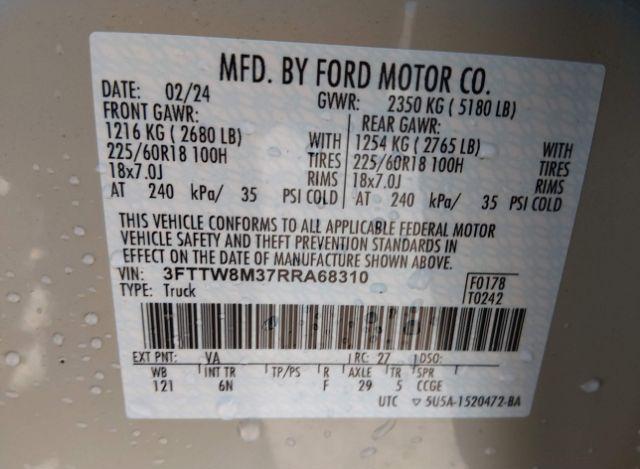 MFD. BY FORD MOTOR CO.
DATE: 02/24 GVWR: 2350 KG ( 5180 LB)
FRONT GAWR: REAR GAWR:
1216 KG ( 2680 LB) WITH 1254 KG ( 2765 LB) WITH
225/60R18 100H TIRES 225/60R18 100H TIRES
18x7.0J RIMS 18x7.0J RIMS
AT 240 kPa/ 35 PSI COLD AT 240 kPa/ 35 PSI COLD
THIS VEHICLE CONFORMS TO ALL APPLICABLE FEDERAL MOTOR
VEHICLE SAFETY AND THEFT PREVENTION STANDARDS IN
EFFECT ON THE DATE OF MANUFACTURE SHOWN ABOVE.
VIN: 3FTTW8M37RRA68310 F0178
TYPE: Truck T0242
EXT PNT: VA RC: 27 DSO:
WB INT TR TP/PS R AXLE TR SPR
121 6N F 29 5 CCGE
UTC ▽ 5U5A-1520472-BA